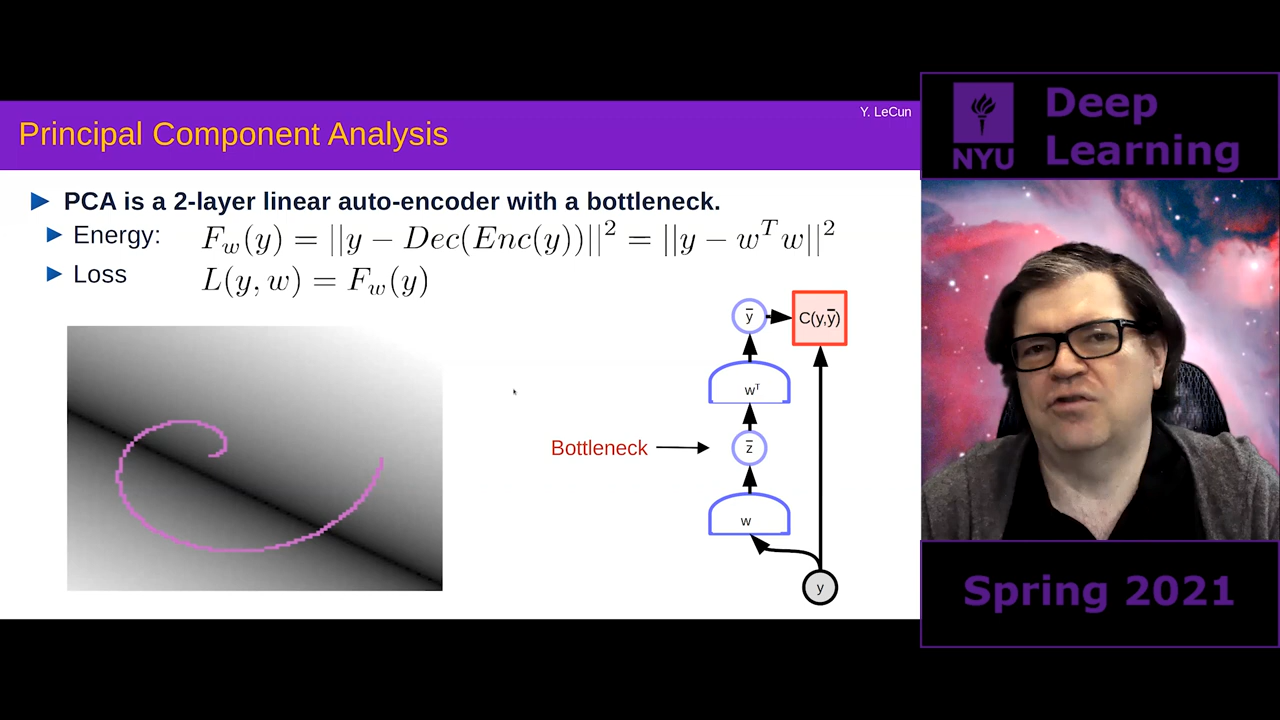 Y. LeCun
Principal Component Analysis
PCA is a 2-layer linear auto-encoder with a bottleneck.
Energy: F_w(y) = ||y − Dec(Enc(y))||² = ||y − w^T w||²
Loss L(y, w) = F_w(y)
ȳ C(y,ȳ)
w^T
Bottleneck z̄
w
y
NYU
Deep
Learning
Spring 2021